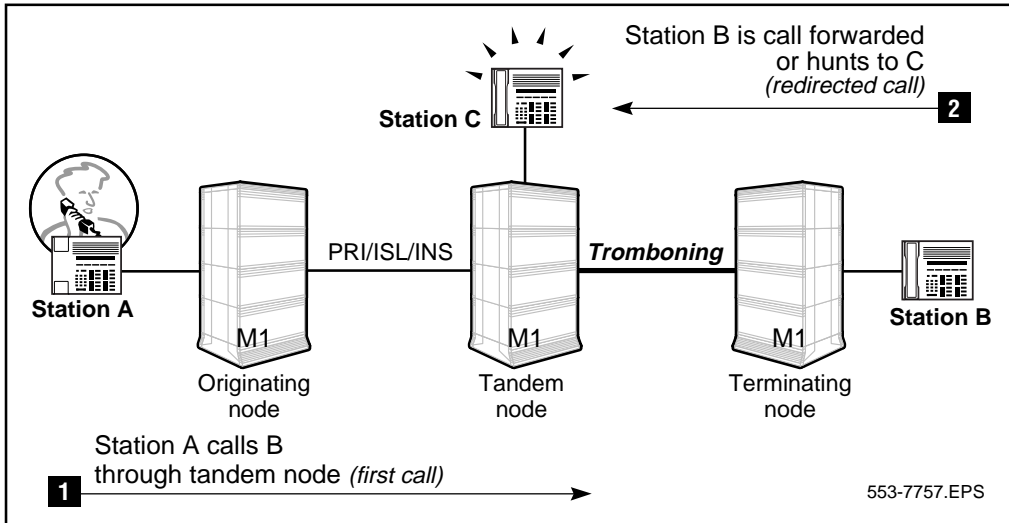 Station B is call forwarded
or hunts to C
(redirected call)
2
Station C
PRI/ISL/INS
Tromboning
Station A
Station B
M1
M1
M1
Originating
node
Tandem
node
Terminating
node
Station A calls B
through tandem node (first call)
1
553-7757.EPS